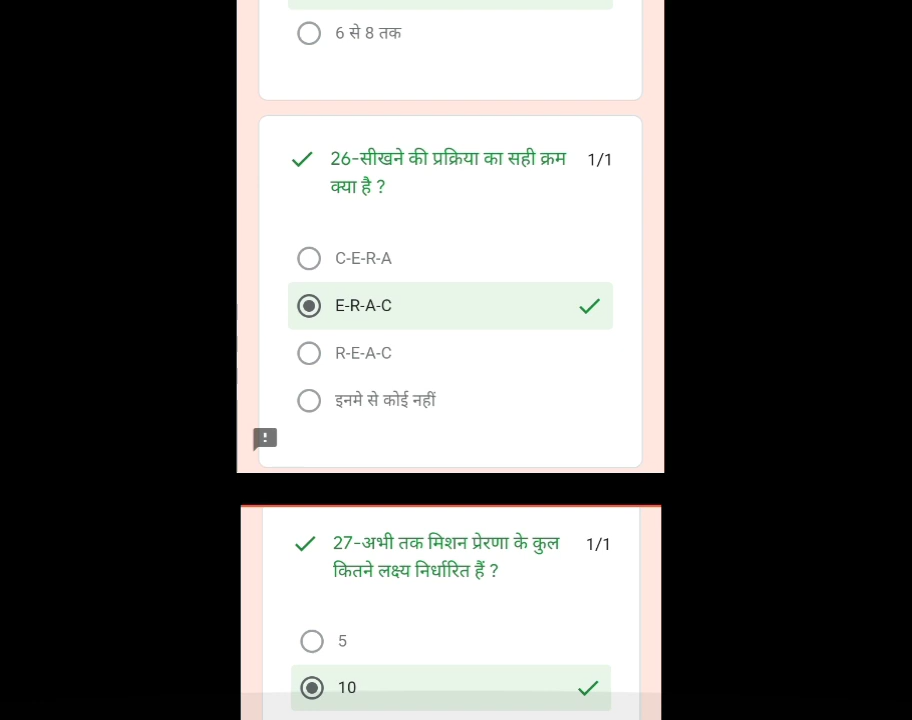 6 से 8 तक
26-सीखने की प्रक्रिया का सही क्रम 1/1
क्या है ?
C-E-R-A
E-R-A-C
R-E-A-C
इनमे से कोई नहीं
27-अभी तक मिशन प्रेरणा के कुल 1/1
कितने लक्ष्य निर्धारित हैं ?
5
10